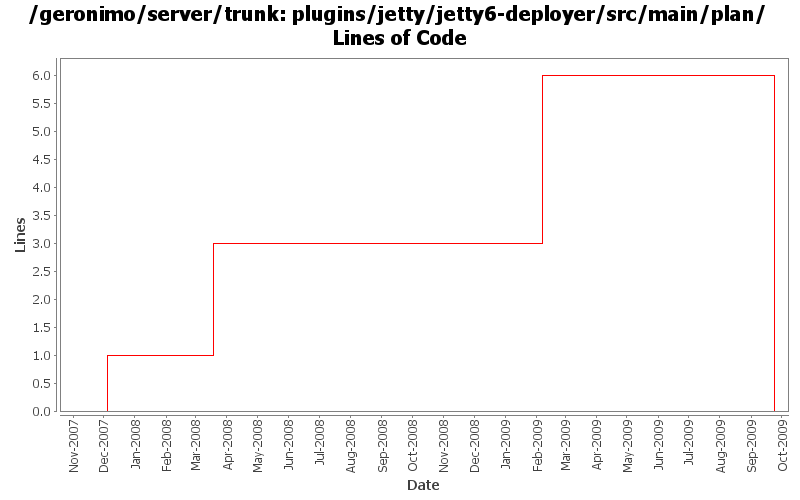 /geronimo/server/trunk: plugins/jetty/jetty6-deployer/src/main/plan/
Lines of Code
6.0
5.5
5.0
4.5
4.0
3.5
3.0
2.5
2.0
1.5
1.0
0.5
0.0
Lines
Nov-2007
Dec-2007
Jan-2008
Feb-2008
Mar-2008
Apr-2008
May-2008
Jun-2008
Jul-2008
Aug-2008
Sep-2008
Oct-2008
Nov-2008
Dec-2008
Jan-2009
Feb-2009
Mar-2009
Apr-2009
May-2009
Jun-2009
Jul-2009
Aug-2009
Sep-2009
Oct-2009
Date